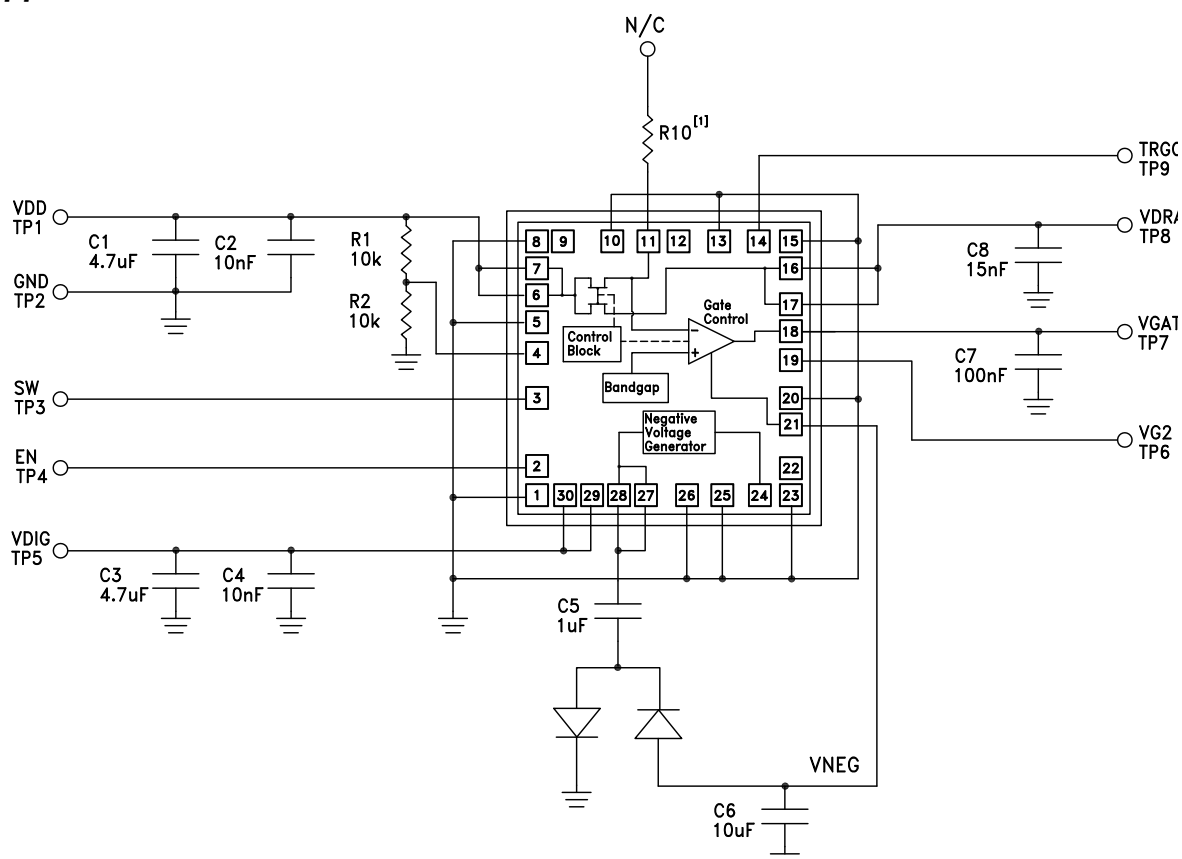 N/C
R10[1]
TRGO
TP9
VDD
TP1
C1
4.7uF
C2
10nF
R1
10k
GND
TP2
R2
10k
8
9
10
11
12
13
14
15
7
16
6
17
5
18
4
19
3
20
21
2
22
1
30
29
28
27
26
25
24
23
Gate
Control
Control
Block
Bandgap
Negative
Voltage
Generator
C8
15nF
VDRA
TP8
VGAT
TP7
C7
100nF
VG2
TP6
SW
TP3
EN
TP4
VDIG
TP5
C3
4.7uF
C4
10nF
C5
1uF
VNEG
C6
10uF